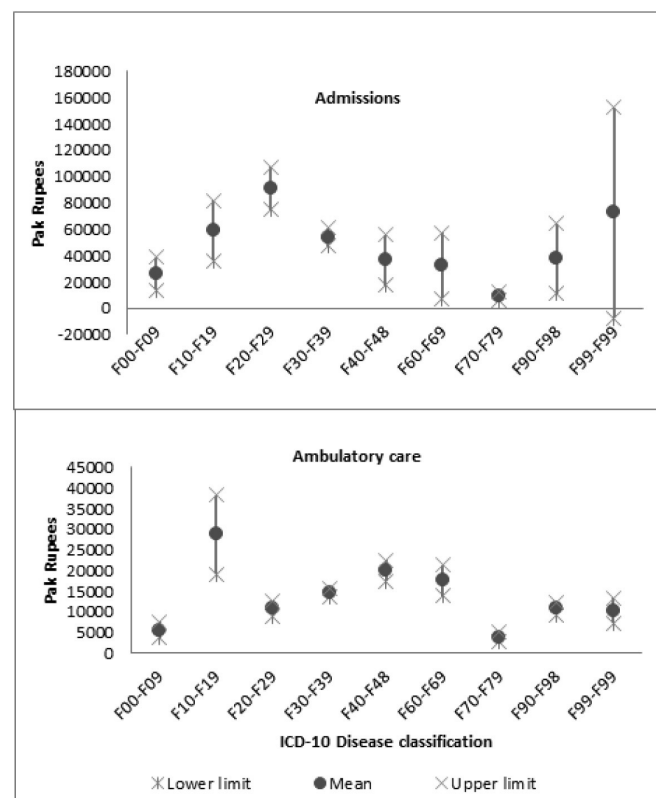 Admissions
Pak Rupees
180000
160000
140000
120000
100000
80000
60000
40000
20000
0
-20000
F00-F09
F10-F19
F20-F29
F30-F39
F40-F48
F60-F69
F70-F79
F90-F98
F99-F99
Ambulatory care
Pak Rupees
45000
40000
35000
30000
25000
20000
15000
10000
5000
0
F00-F09
F10-F19
F20-F29
F30-F39
F40-F48
F60-F69
F70-F79
F90-F98
F99-F99
ICD-10 Disease classification
Lower limit Mean Upper limit